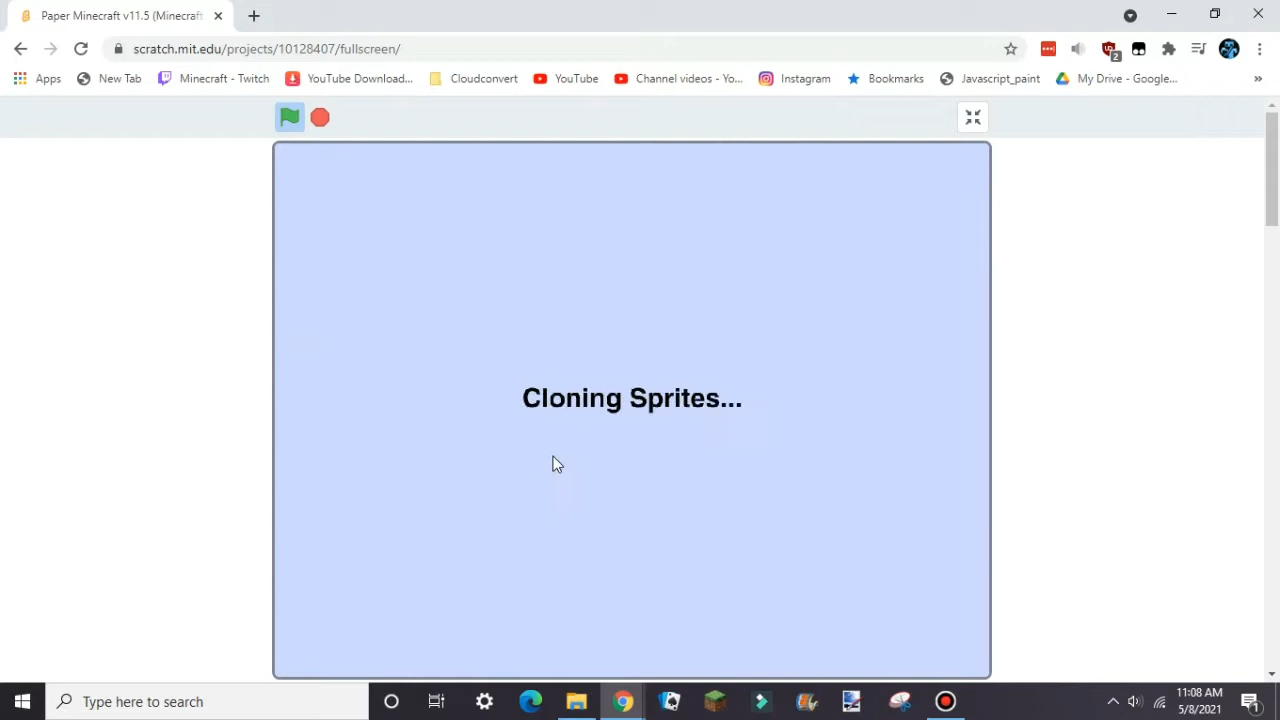 Paper Minecraft v11.5 (Minecraft
scratch.mit.edu/projects/10128407/fullscreen/
2
Apps New Tab Minecraft - Twitch YouTube Download... Cloudconvert YouTube Channel videos - Yo... Instagram Bookmarks Javascript_paint My Drive - Google... »
Cloning Sprites...
Type here to search
11:08 AM
5/8/2021
1